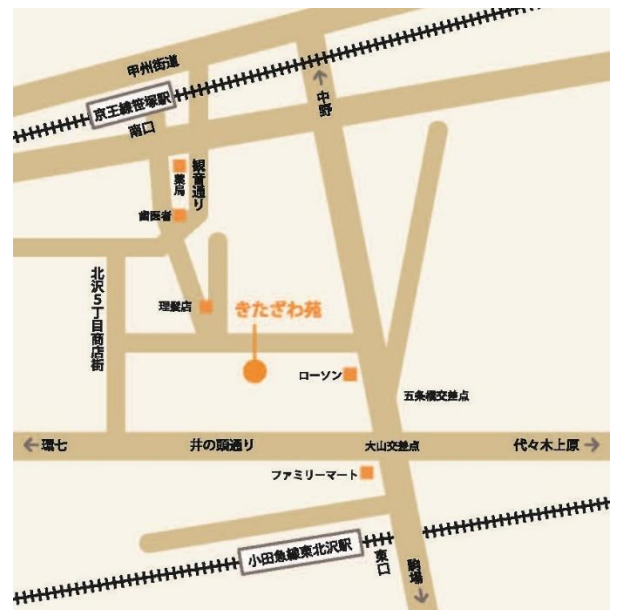 甲州街道
京王線笹塚駅
南口
中野
薬局
観音通り
歯医者
北沢5丁目商店街
理髪店
きたざわ苑
ローソン
五条橋交差点
←環七
井の頭通り
大山交差点
代々木上原→
ファミリーマート
小田急線東北沢駅
東口
駒場